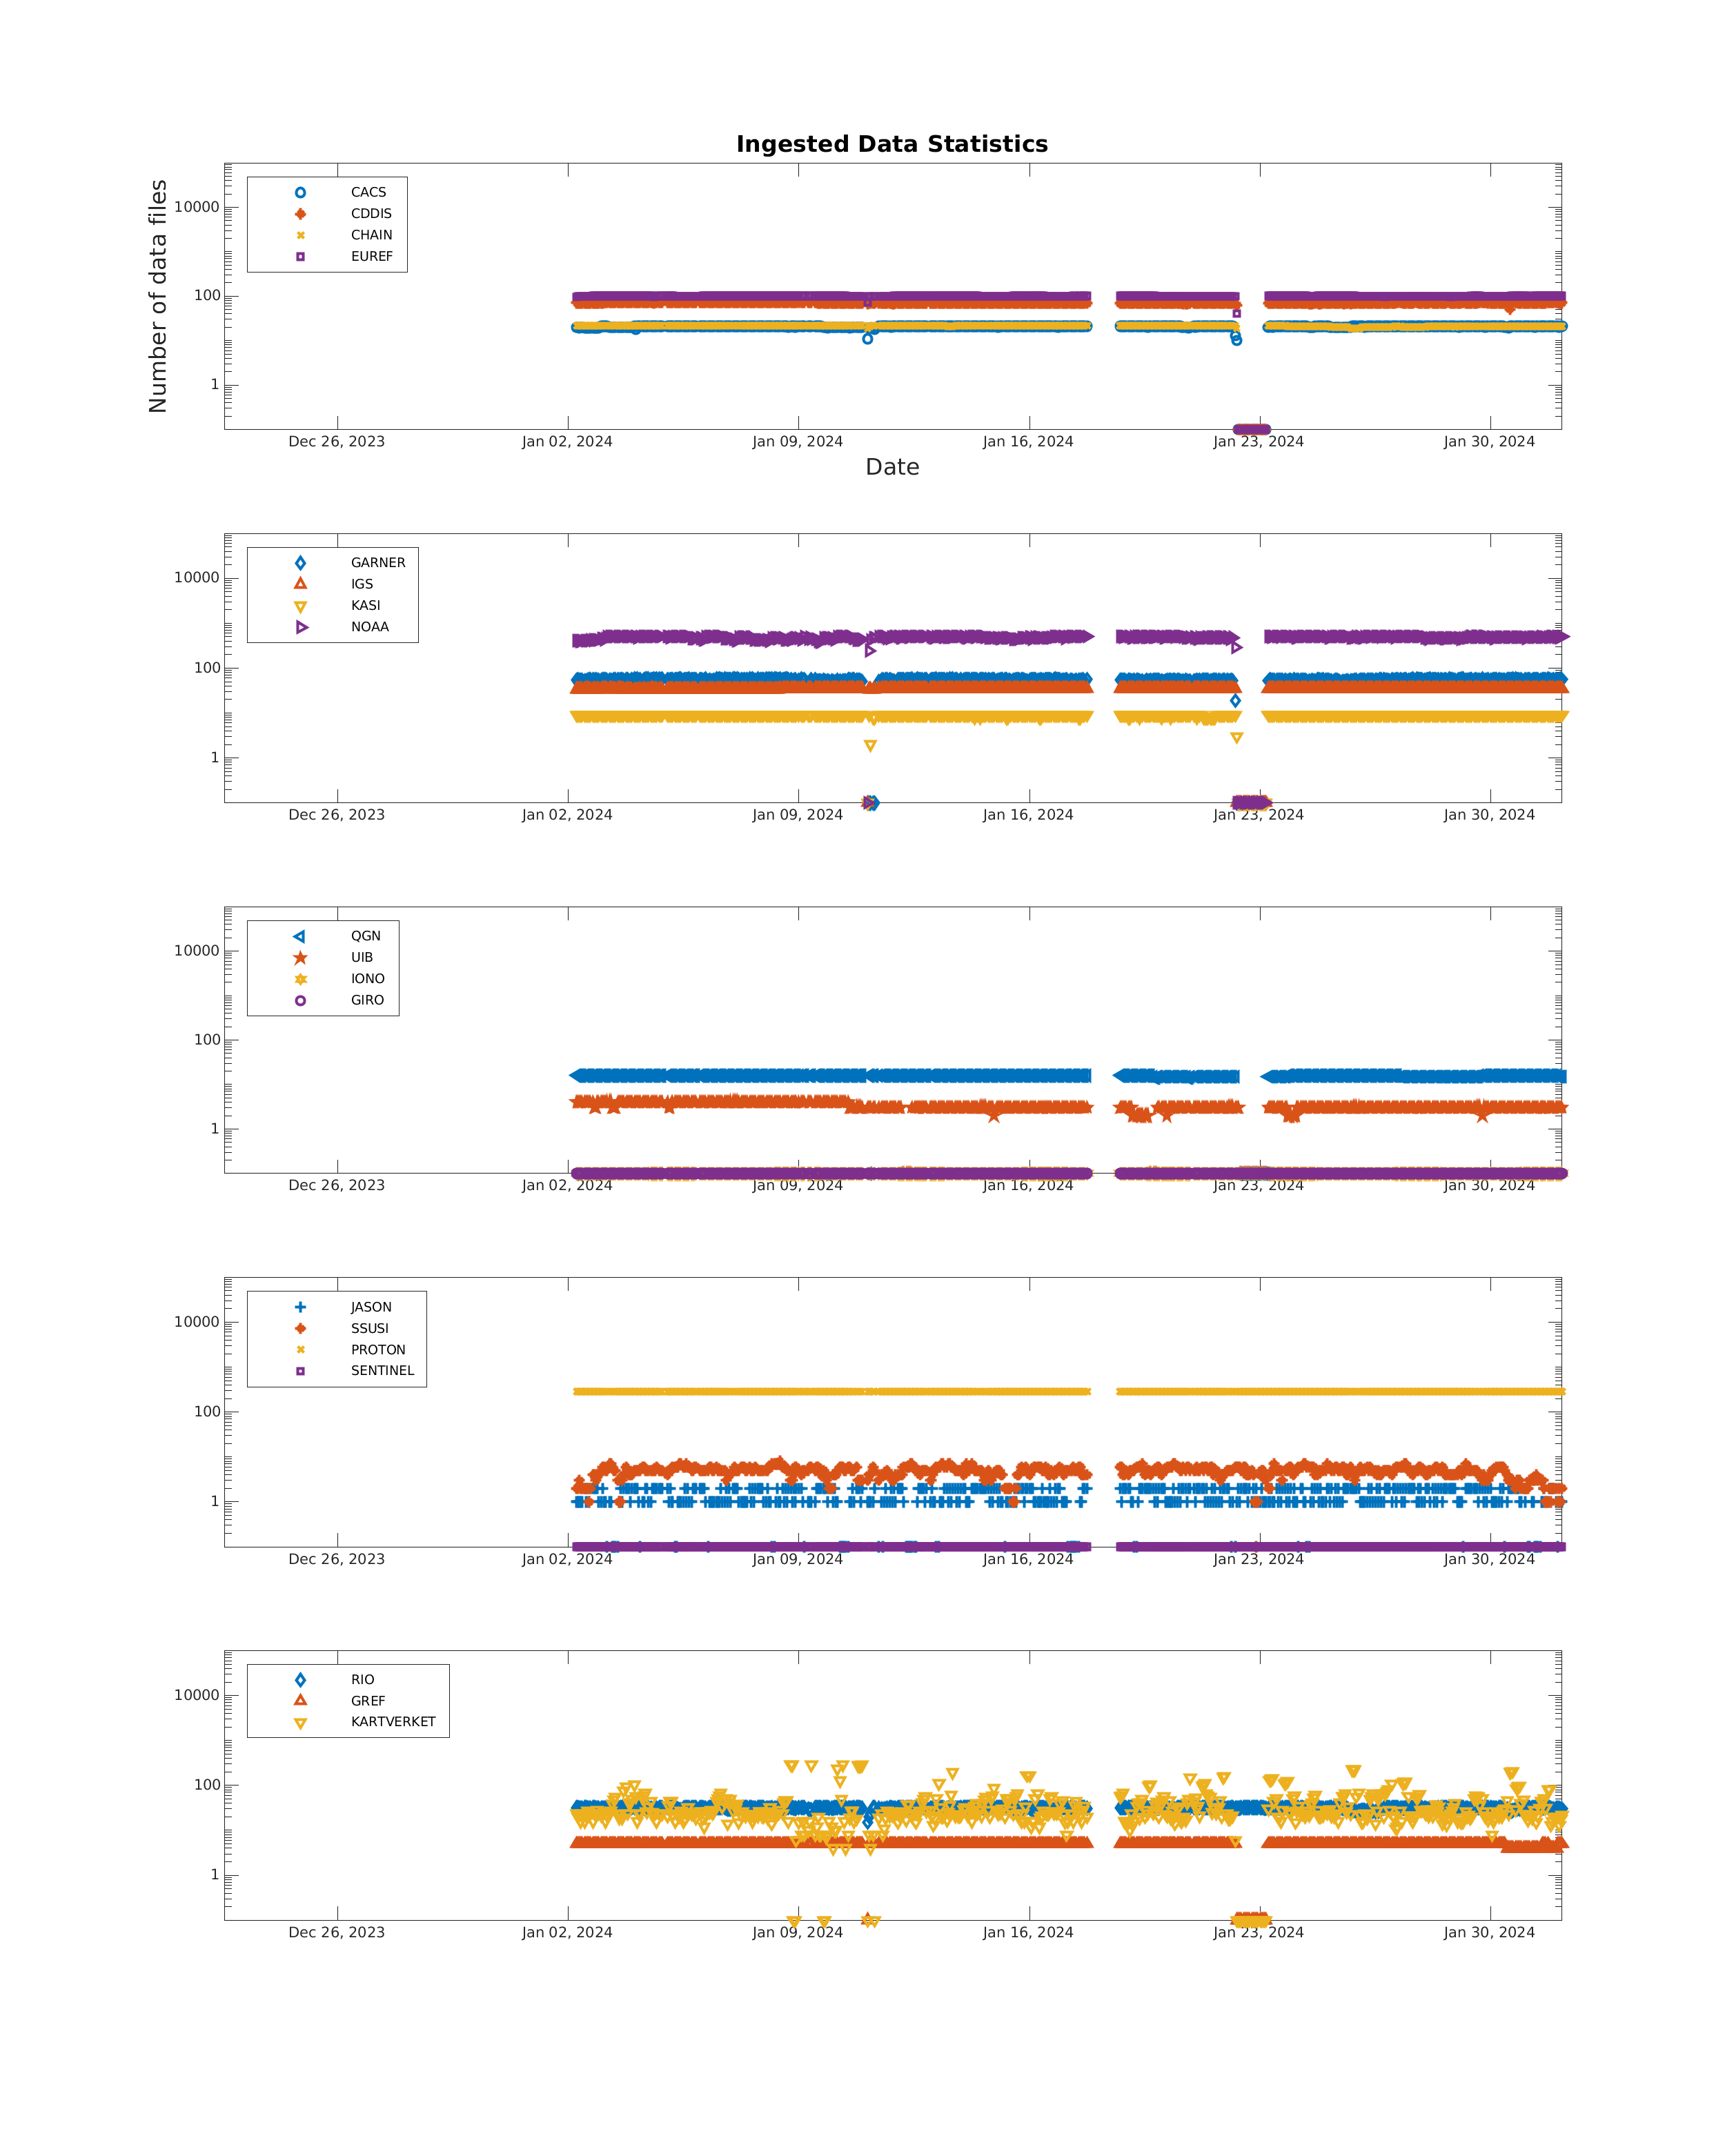 Ingested Data Statistics
Number of data files
10000
100
1
CACS
CDDIS
CHAIN
EUREF
Dec 26, 2023 Jan 02, 2024 Jan 09, 2024 Jan 16, 2024 Jan 23, 2024 Jan 30, 2024
Date
10000
100
1
GARNER
IGS
KASI
NOAA
Dec 26, 2023 Jan 02, 2024 Jan 09, 2024 Jan 16, 2024 Jan 23, 2024 Jan 30, 2024
10000
100
1
QGN
UIB
IONO
GIRO
Dec 26, 2023 Jan 02, 2024 Jan 09, 2024 Jan 16, 2024 Jan 23, 2024 Jan 30, 2024
10000
100
1
JASON
SSUSI
PROTON
SENTINEL
Dec 26, 2023 Jan 02, 2024 Jan 09, 2024 Jan 16, 2024 Jan 23, 2024 Jan 30, 2024
10000
100
1
RIO
GREF
KARTVERKET
Dec 26, 2023 Jan 02, 2024 Jan 09, 2024 Jan 16, 2024 Jan 23, 2024 Jan 30, 2024